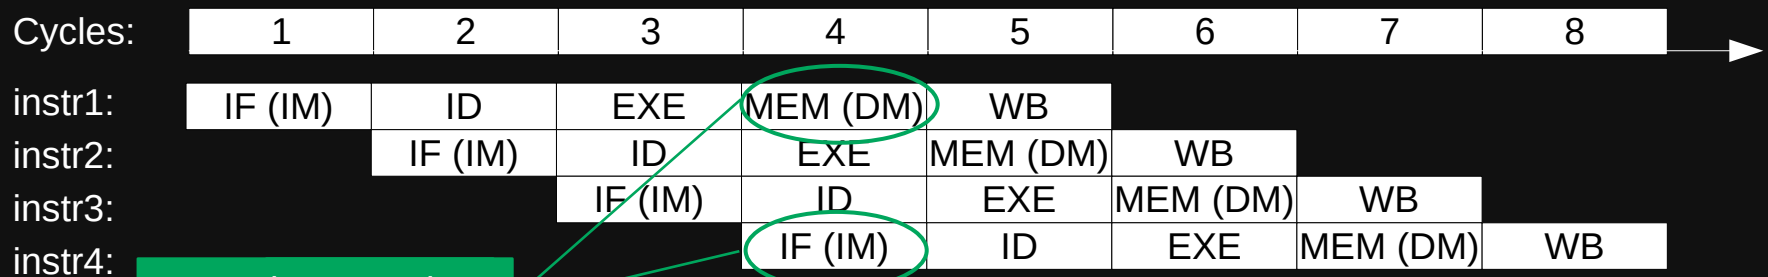 Cycles: 1 2 3 4 5 6 7 8
instr1: IF (IM) ID EXE MEM (DM) WB
instr2: IF (IM) ID EXE MEM (DM) WB
instr3: IF (IM) ID EXE MEM (DM) WB
instr4: IF (IM) ID EXE MEM (DM) WB